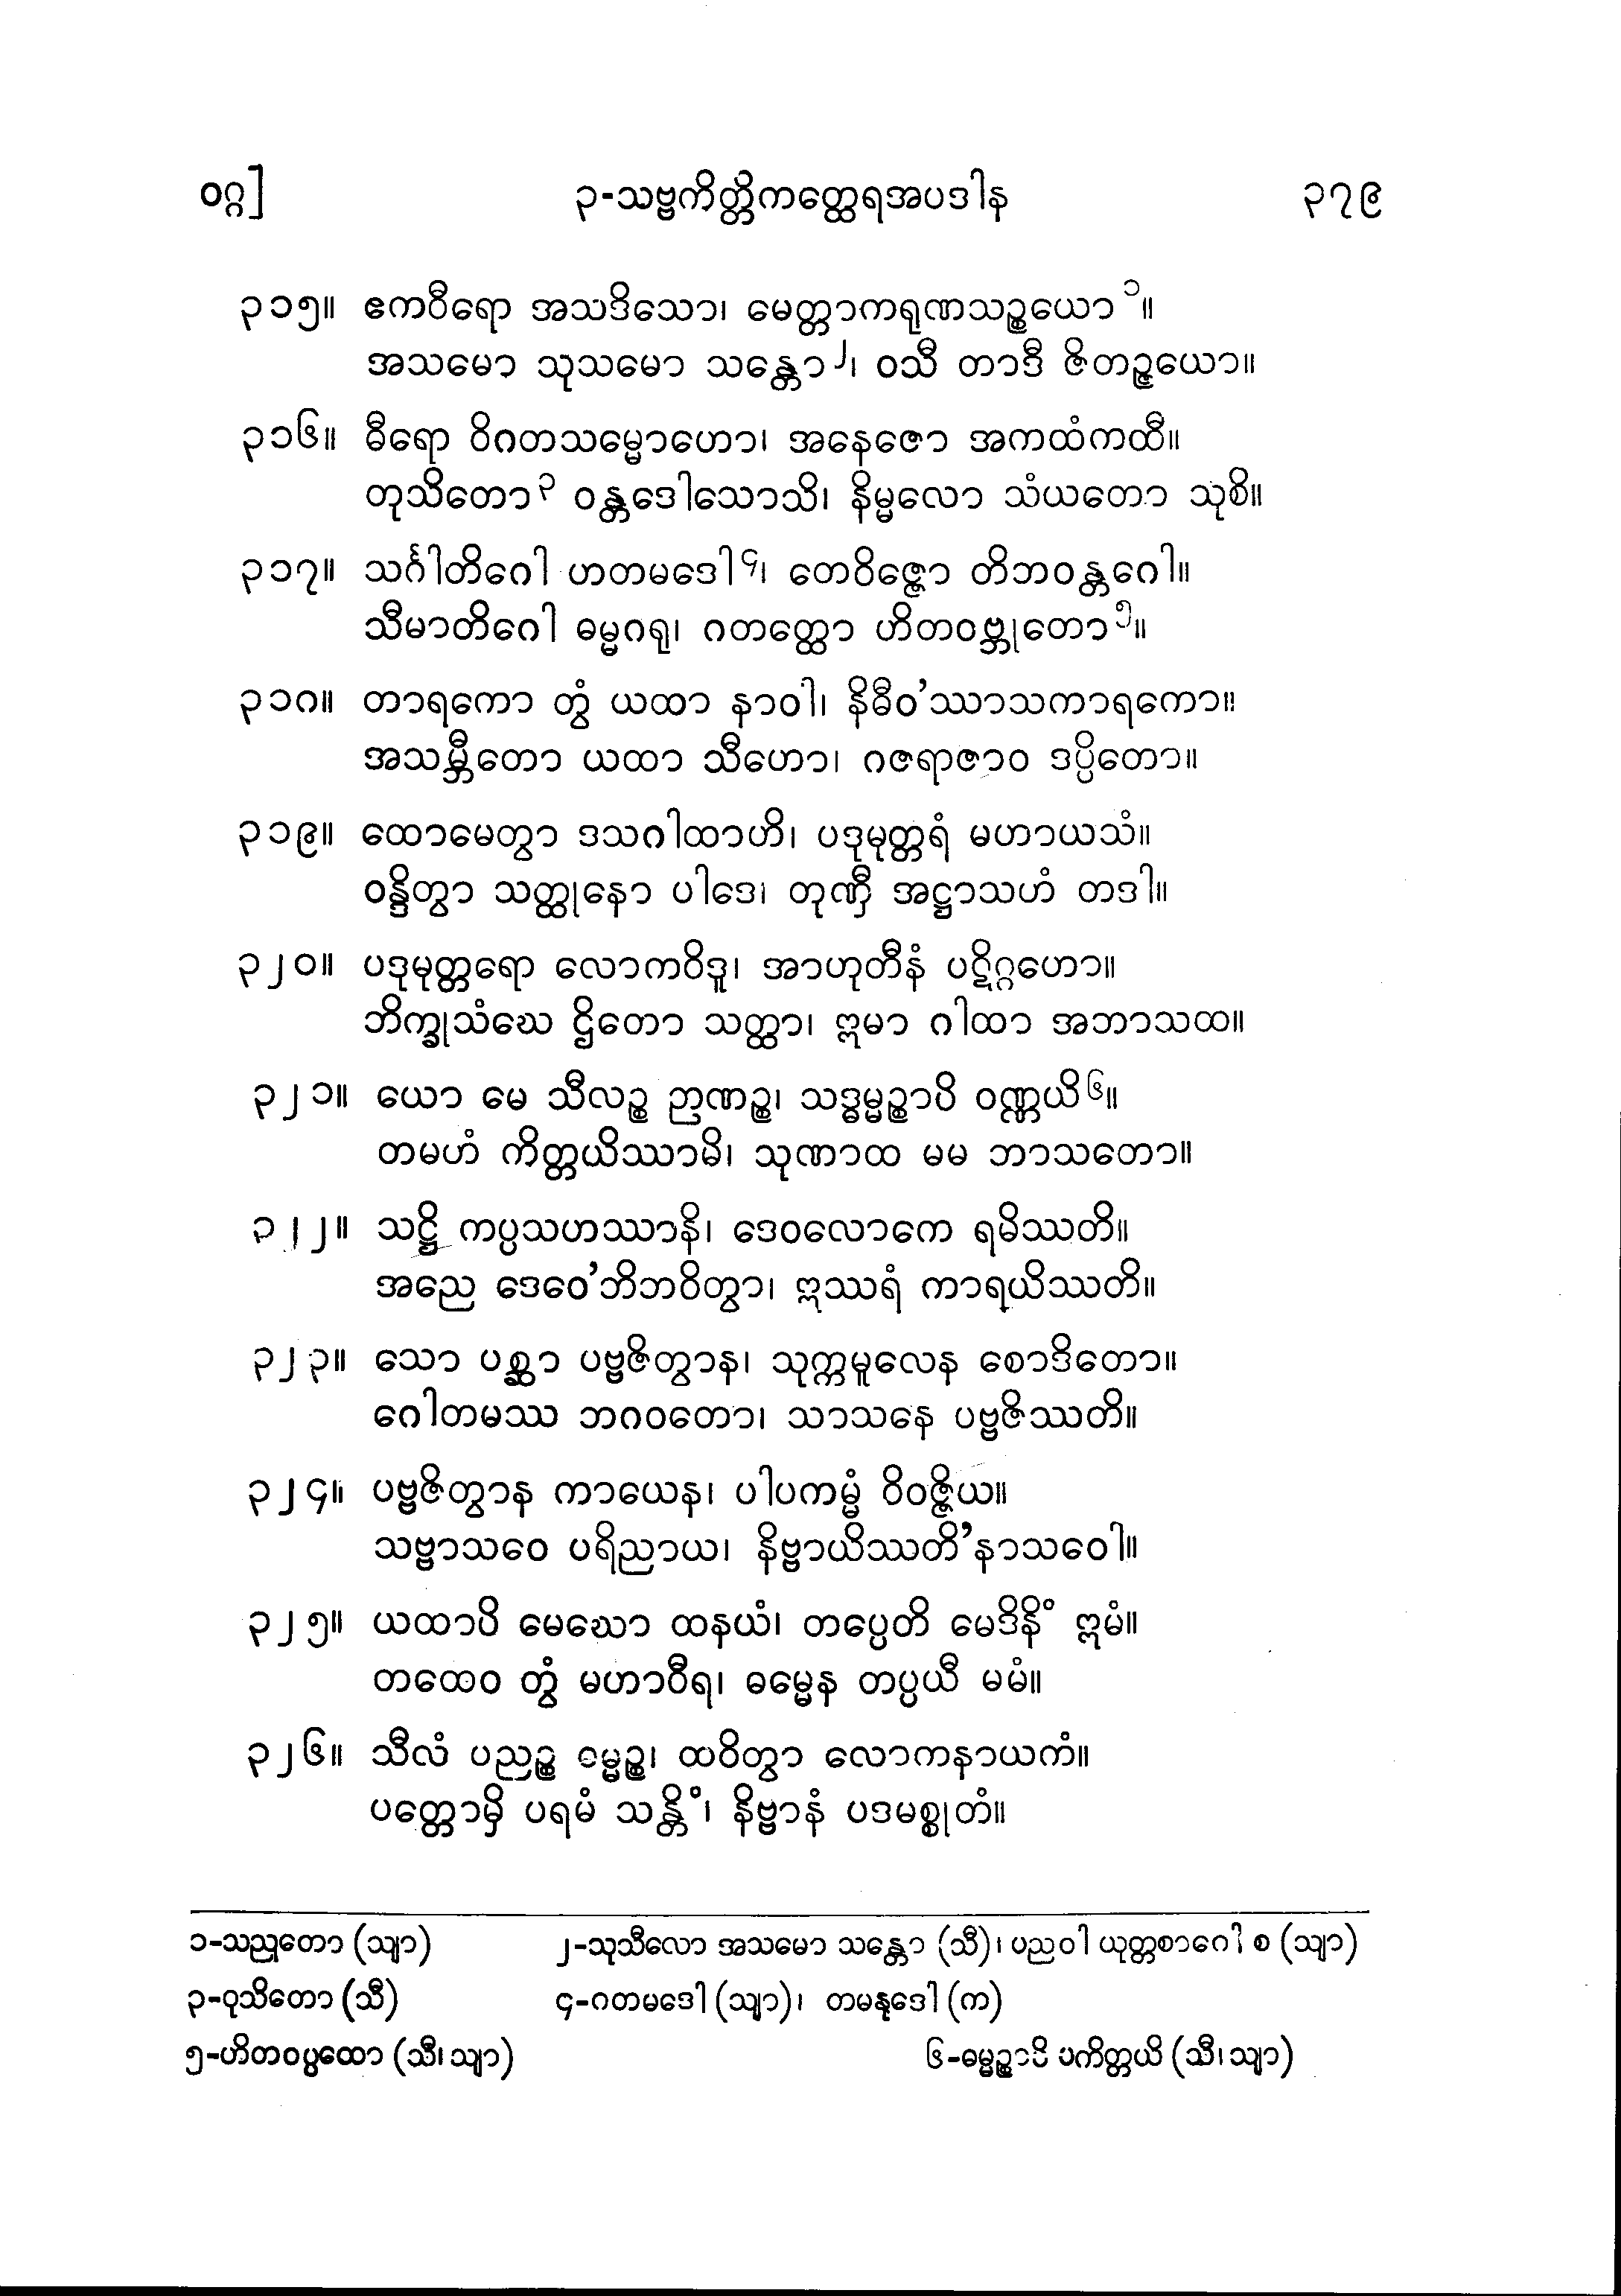 ဝဂ္ဂ] ၃-သဗ္ဗကိတ္တိကတ္ထေရအပဒါန ၃၇၉
၃၁၅။ ဧကဝီရော အသဒိသော၊ မေတ္တာကရုဏသဉ္စယော၁။
အသမော သုသမော သန္တော၂၊ ဝသီ တာဒီ ဇိတဉ္ဇယော။
၃၁၆။ ဓီရော ဝိဂတသမ္မောဟော၊ အနေဇော အကထံကထီ။
တုသိတော၃ ဝန္တဒေါသောသိ၊ နိမ္မလော သံယတော သုစိ။
၃၁၇။ သင်္ဂါတိဂေါ ဟတမဒေါ၄၊ တေဝိဇ္ဇော တိဘဝန္တဂေါ။
သီမာတိဂေါ ဓမ္မဂရု၊ ဂတတ္ထော ဟိတဝဗ္ဘုတော၅။
၃၁၈။ တာရကော တွံ ယထာ နာဝါ၊ နိဓီဝ’ဿာသကာရကော။
အသမ္ဘီတော ယထာ သီဟော၊ ဂဇရာဇာဝ ဒပ္ပိတော။
၃၁၉။ ထောမေတွာ ဒသဂါထာဟိ၊ ပဒုမုတ္တရံ မဟာယသံ။
ဝန္ဒိတွာ သတ္ထုနော ပါဒေ၊ တုဏှီ အဋ္ဌာသဟံ တဒါ။
၃၂၀။ ပဒုမုတ္တရော လောကဝိဒူ၊ အာဟုတီနံ ပဋိဂ္ဂဟော။
ဘိက္ခုသံဃေ ဌိတော သတ္ထာ၊ ဣမာ ဂါထာ အဘာသထ။
၃၂၁။ ယော မေ သီလဉ္စ ဉာဏဉ္စ၊ သဒ္ဓမ္မဉ္စာပိ ဝဏ္ဏယိ၆။
တမဟံ ကိတ္တယိဿာမိ၊ သုဏာထ မမ ဘာသတော။
၃၂၂။ သဋ္ဌိ ကပ္ပသဟဿာနိ၊ ဒေဝလောကေ ရမိဿတိ။
အညေ ဒေဝေ’ဘိဘဝိတွာ၊ ဣဿရံ ကာရယိဿတိ။
၃၂၃။ သော ပစ္ဆာ ပဗ္ဗဇိတွာန၊ သုက္ကမူလေန စောဒိတော။
ဂေါတမဿ ဘဂဝတော၊ သာသနေ ပဗ္ဗဇိဿတိ။
၃၂၄။ ပဗ္ဗဇိတွာန ကာယေန၊ ပါပကမ္မံ ဝိဝဇ္ဇိယ။
သဗ္ဗာသဝေ ပရိညာယ၊ နိဗ္ဗာယိဿတိ’နာသဝေါ။
၃၂၅။ ယထာပိ မေဃော ထနယံ၊ တပ္ပေတိ မေဒိနိံ ဣမံ။
တထေဝ တွံ မဟာဝီရ၊ ဓမ္မေန တပ္ပယီ မမံ။
၃၂၆။ သီလံ ပညဉ္စ ဓမ္မဉ္စ၊ ထဝိတွာ လောကနာယကံ။
ပတ္တောမှိ ပရမံ သန္တိံ၊ နိဗ္ဗာနံ ပဒမစ္စုတံ။
၁-သညုတော (သျာ) ၂-သုသီလော အသမော သန္တော (သီ)၊ ပညဝါ ယုတ္တစာဂေါ စ (သျာ)
၃-ဝုသိတော (သီ) ၄-ဂတမဒေါ (သျာ)၊ တမနုဒေါ (က)
၅-ဟိတဝပ္ပထော (သီ၊ သျာ) ၆-ဓမ္မဉ္စာပိ ပကိတ္တယိ (သီ၊ သျာ)